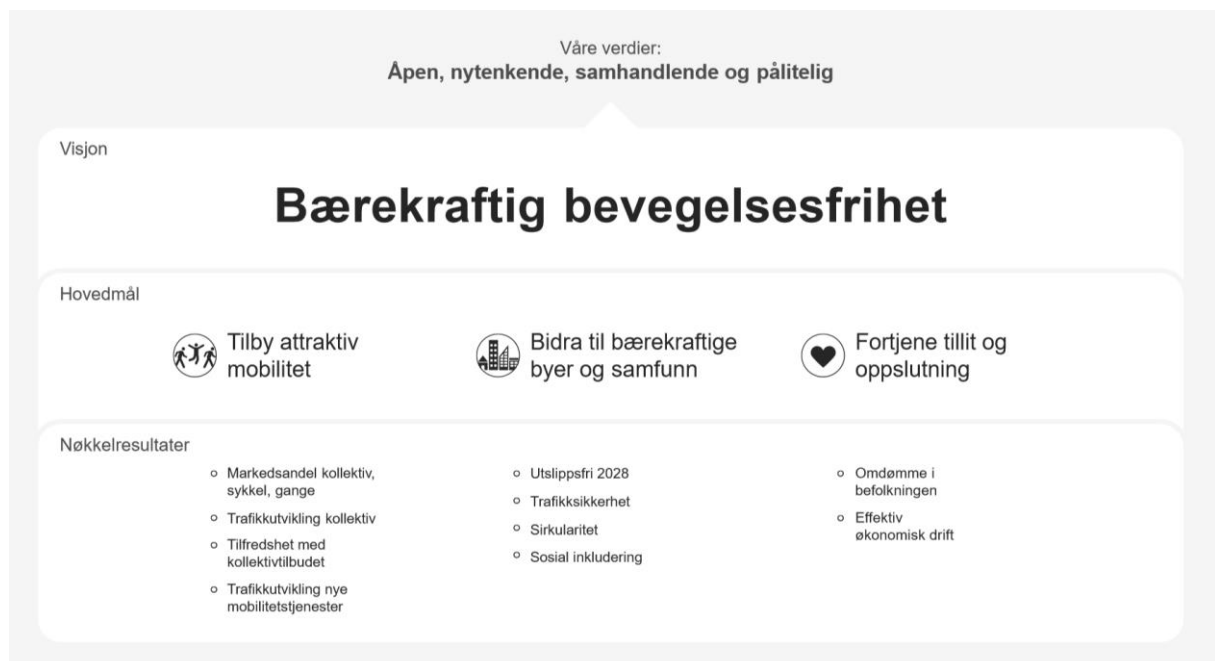 Våre verdier:
Åpen, nytenkende, samhandlende og pålitelig
Visjon
Bærekraftig bevegelsesfrihet
Hovedmål
Tilby attraktiv
mobilitet
Bidra til bærekraftige
byer og samfunn
Fortjene tillit og
oppslutning
Nøkkelresultater
Markedsandel kollektiv,
sykkel, gange
Trafikkutvikling kollektiv
Tilfredshet med
kollektivtilbudet
Trafikkutvikling nye
mobilitetstjenester
Utslippsfri 2028
Trafikksikkerhet
Sirkularitet
Sosial inkludering
Omdømme i
befolkningen
Effektiv
økonomisk drift